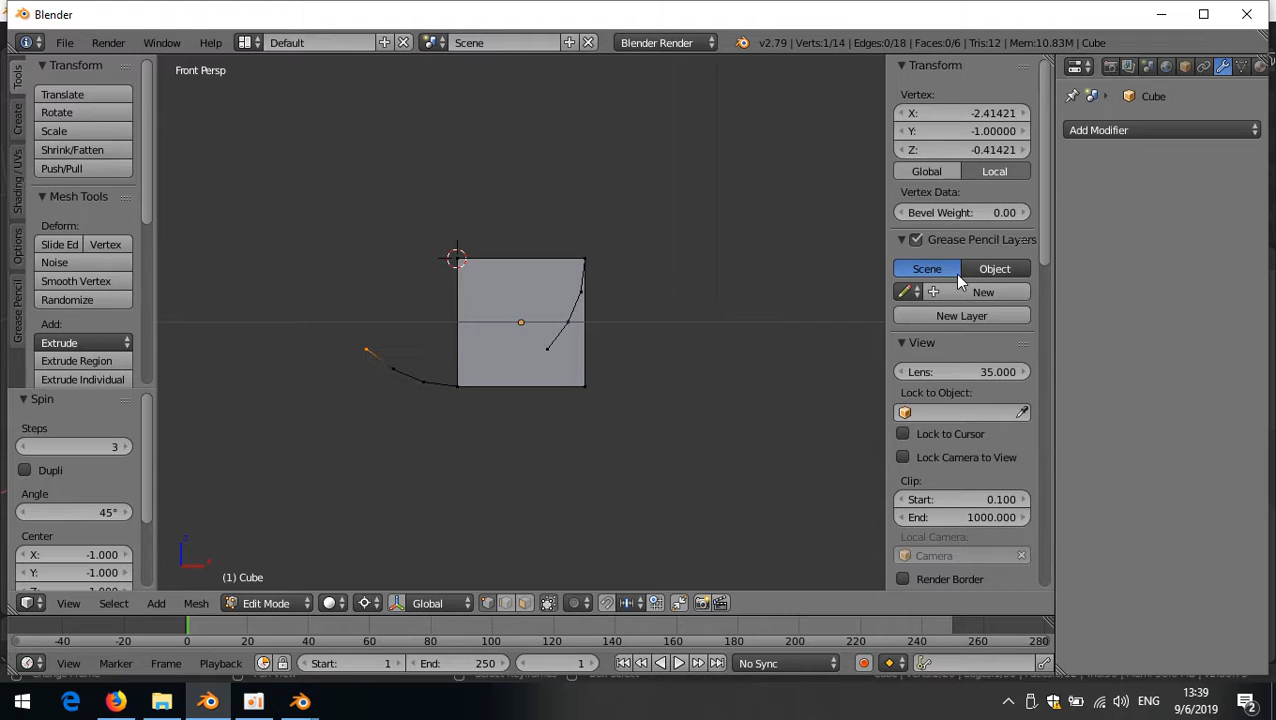 Blender
File Render Window Help Default Scene Blender Render v2.79 | Verts:1/14 | Edges:0/18 | Faces:0/6 | Tris:12 | Mem:10.83M | Cube
Tools
Create
Shading / UVs
Options
Grease Pencil
Transform
Translate
Rotate
Scale
Shrink/Fatten
Push/Pull
Mesh Tools
Deform:
Slide Ed Vertex
Noise
Smooth Vertex
Randomize
Add:
Extrude
Extrude Region
Extrude Individual
Spin
Steps
3
Dupli
Angle
45°
Center
X: -1.000
Y: -1.000
Front Persp
z
x
(1) Cube
Transform
Vertex:
X: -2.41421
Y: -1.00000
Z: -0.41421
Global Local
Vertex Data:
Bevel Weight: 0.00
Grease Pencil Layers
Scene Object
New
New Layer
View
Lens: 35.000
Lock to Object:
Lock to Cursor
Lock Camera to View
Clip:
Start: 0.100
End: 1000.000
Local Camera:
Camera
Render Border
Cube
Add Modifier
View Select Add Mesh Edit Mode Global
-40 -20 0 20 40 60 80 100 120 140 160 180 200 220 240 260 280
View Marker Frame Playback Start: 1 End: 250 1 No Sync
ENG
13:39
9/6/2019
2